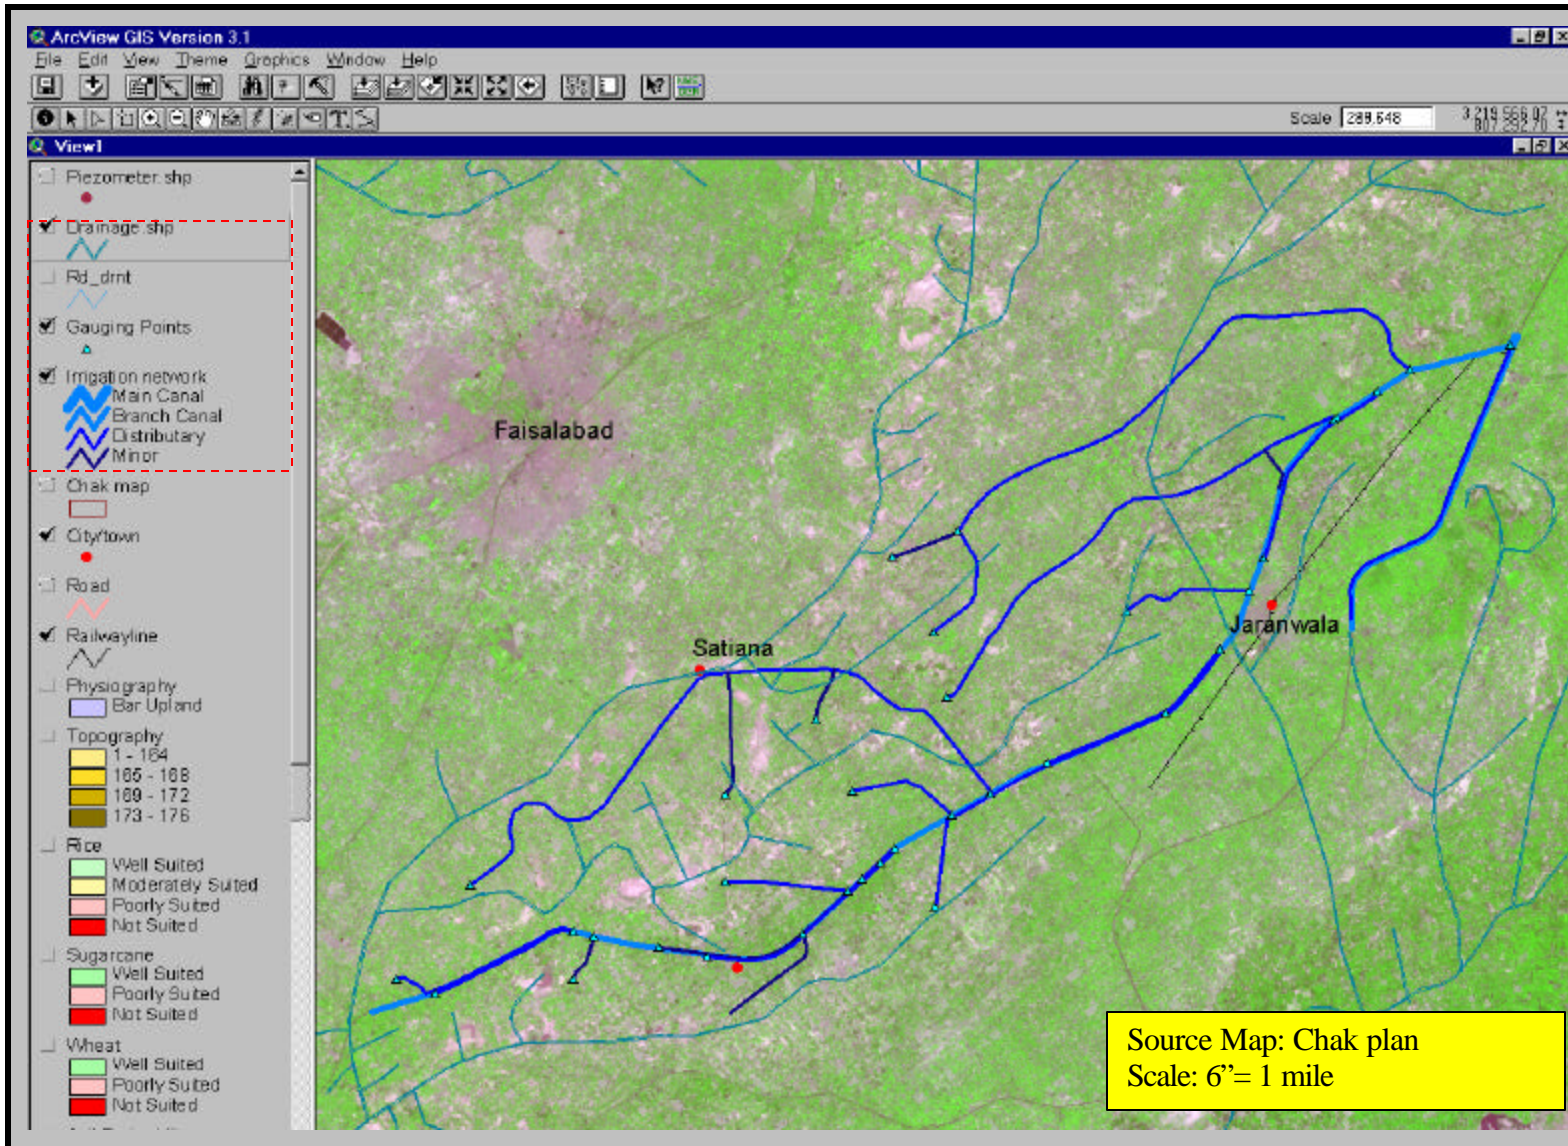 ArcView GIS Version 3.1
File Edit View Theme Graphics Window Help
Scale 289,648
View1
Piezometer.shp
Drainage.shp
Rd_drnt
Gauging Points
Irrigation network
Main Canal
Branch Canal
Distributary
Minor
Chak map
City/town
Road
Railwayline
Physiography
Bar Upland
Topography
1 - 164
165 - 168
169 - 172
173 - 176
Rice
Well Suited
Moderately Suited
Poorly Suited
Not Suited
Sugarcane
Well Suited
Poorly Suited
Not Suited
Wheat
Well Suited
Poorly Suited
Not Suited
Faisalabad
Satiana
Jaranwala
Source Map: Chak plan
Scale: 6”= 1 mile